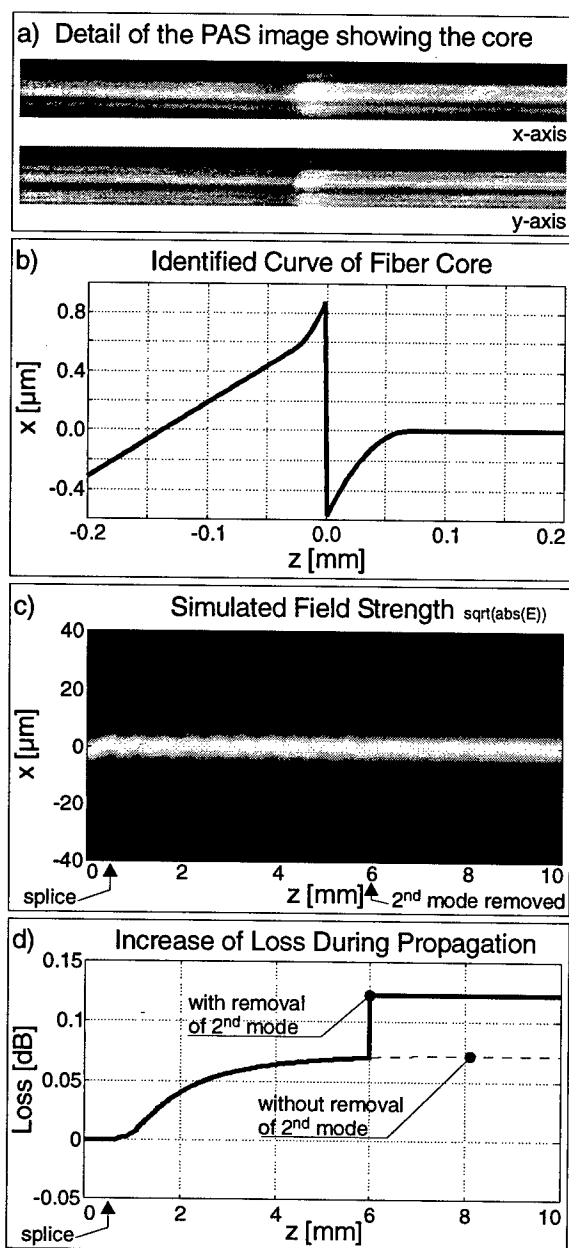 a) Detail of the PAS image showing the core
x-axis
y-axis
b) Identified Curve of Fiber Core
0.8
0.4
0.0
-0.4
x [µm]
-0.2 -0.1 0.0 0.1 0.2
z [mm]
c) Simulated Field Strength sqrt(abs(E))
40
20
0
-20
-40
x [µm]
0 2 4 6 8 10
splice z [mm] 2nd mode removed
d) Increase of Loss During Propagation
0.15
0.1
0.05
0
-0.05
Loss [dB]
with removal
of 2nd mode
without removal
of 2nd mode
0 2 4 6 8 10
splice z [mm]